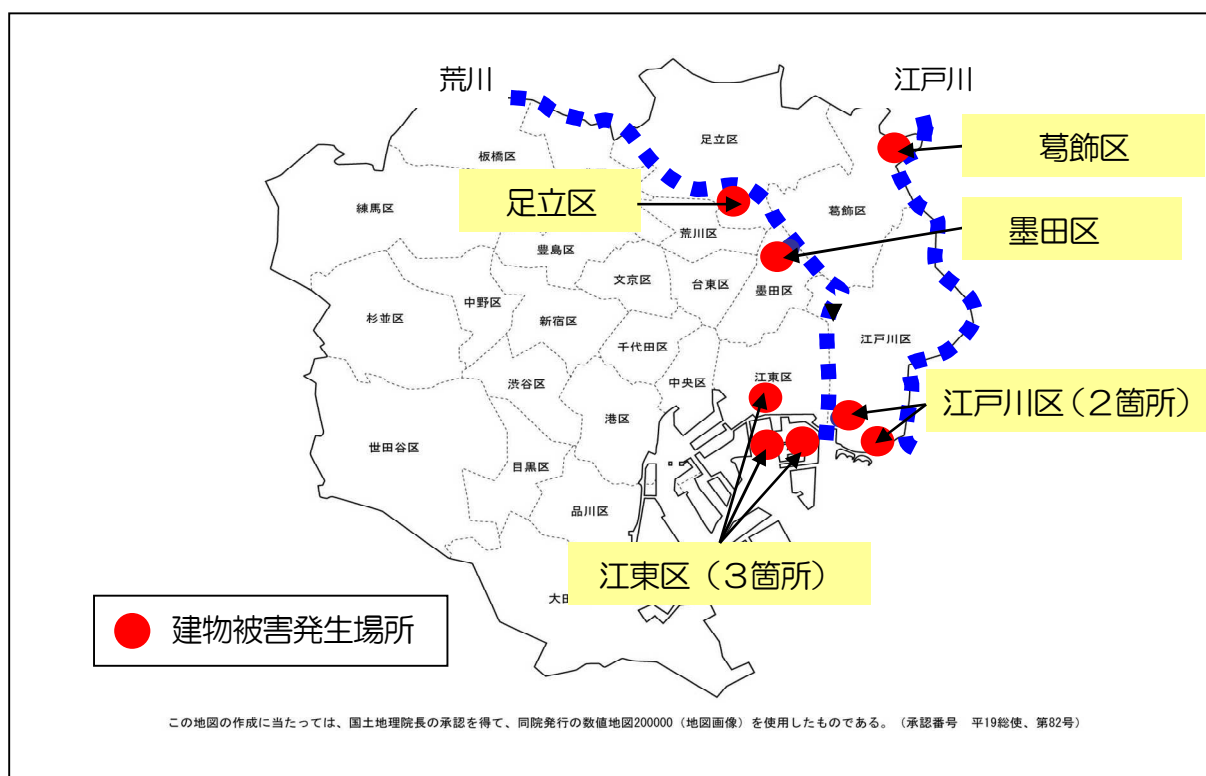 荒川
江戸川
足立区
葛飾区
板橋区
足立区
練馬区
葛飾区
荒川区
墨田区
豊島区
文京区
台東区
墨田区
中野区
杉並区
新宿区
千代田区
江戸川区
渋谷区
中央区
江東区
港区
江戸川区(2箇所)
世田谷区
目黒区
品川区
江東区(3箇所)
大田
建物被害発生場所
この地図の作成に当たっては、国土地理院長の承認を得て、同院発行の数値地図200000(地図画像)を使用したものである。(承認番号 平19総使、第82号)